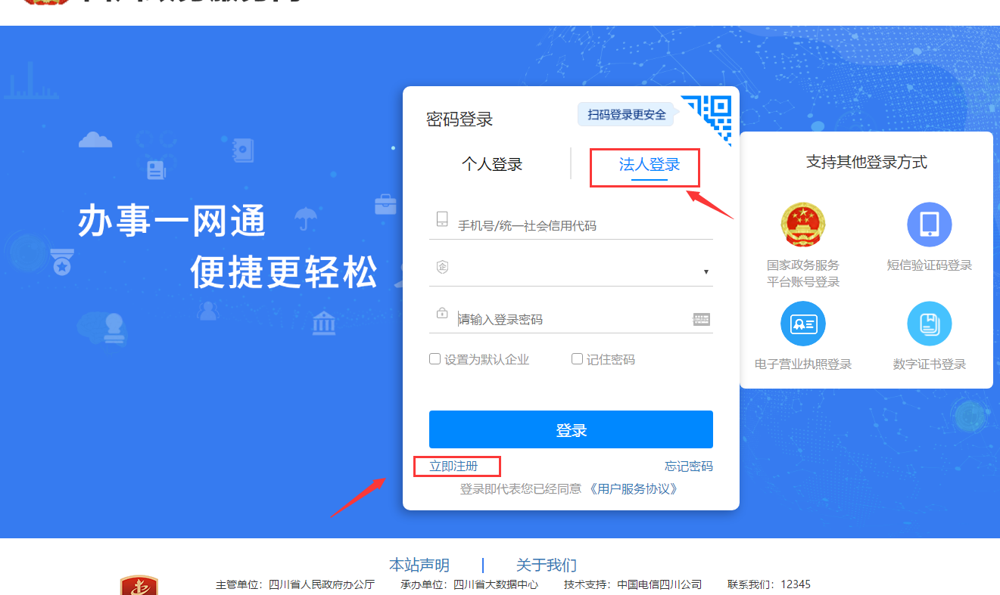 密码登录
扫码登录更安全
个人登录
法人登录
手机号/统一社会信用代码
企
请输入登录密码
设置为默认企业
记住密码
登录
立即注册
忘记密码
登录即代表您已经同意 《用户服务协议》
办事一网通
便捷更轻松
支持其他登录方式
国家政务服务
平台账号登录
短信验证码登录
电子营业执照登录
数字证书登录
本站声明
关于我们
主管单位：四川省人民政府办公厅
承办单位：四川省大数据中心
技术支持：中国电信四川公司
联系我们：12345